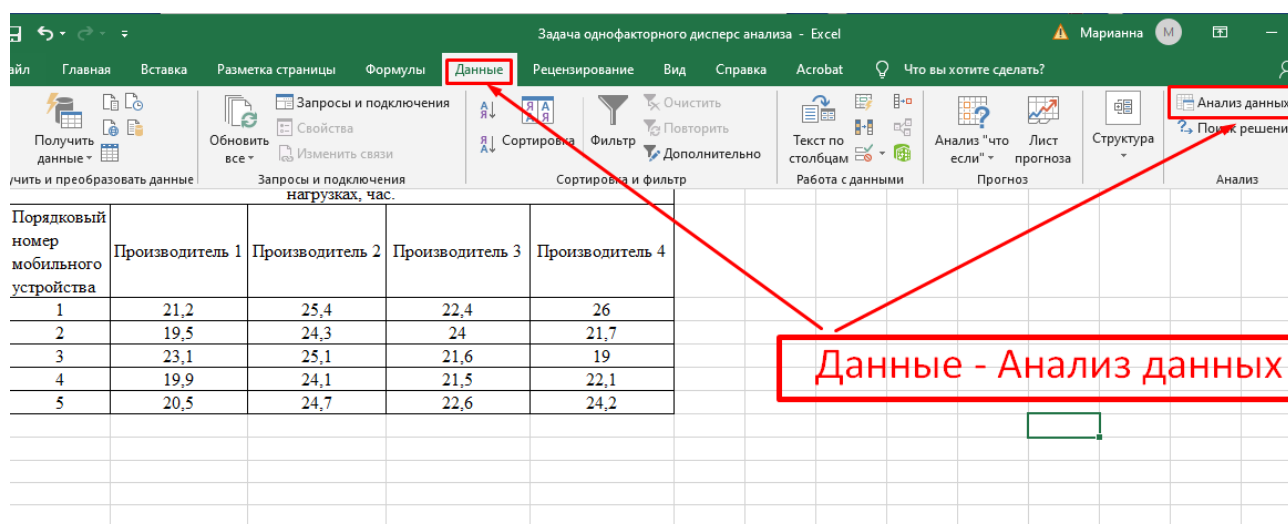 Задача однофакторного дисперс анализа - Excel
Марианна М
айл Главная Вставка Разметка страницы Формулы Данные Рецензирование Вид Справка Acrobat Что вы хотите сделать?
Получить данные
Обновить все
Запросы и подключения
Свойства
Изменить связи
Сортировка
Фильтр
Очистить
Повторить
Дополнительно
Текст по столбцам
Анализ "что если"
Лист прогноза
Структура
Анализ данных
Поиск решени
учить и преобразовать данные Запросы и подключения Сортировка и фильтр Работа с данными Прогноз Анализ
нагрузках, час.
Порядковый
номер
мобильного
устройства
Производитель 1 Производитель 2 Производитель 3 Производитель 4
1 21,2 25,4 22,4 26
2 19,5 24,3 24 21,7
3 23,1 25,1 21,6 19
4 19,9 24,1 21,5 22,1
5 20,5 24,7 22,6 24,2
Данные - Анализ данных